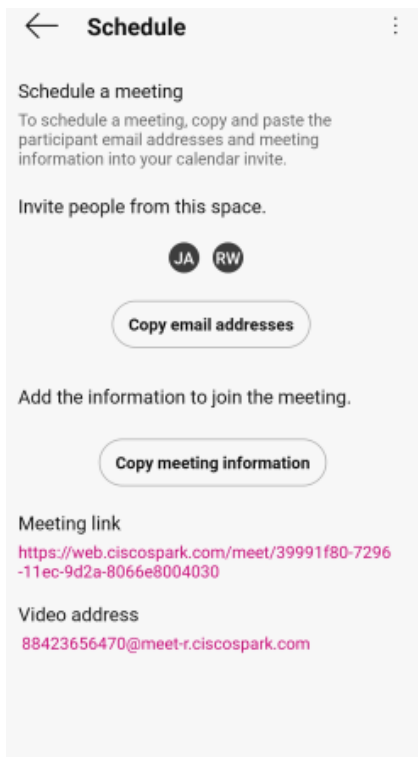 Schedule
Schedule a meeting
To schedule a meeting, copy and paste the
participant email addresses and meeting
information into your calendar invite.
Invite people from this space.
JA RW
Copy email addresses
Add the information to join the meeting.
Copy meeting information
Meeting link
https://web.ciscospark.com/meet/39991f80-7296
-11ec-9d2a-8066e8004030
Video address
88423656470@meet-r.ciscospark.com